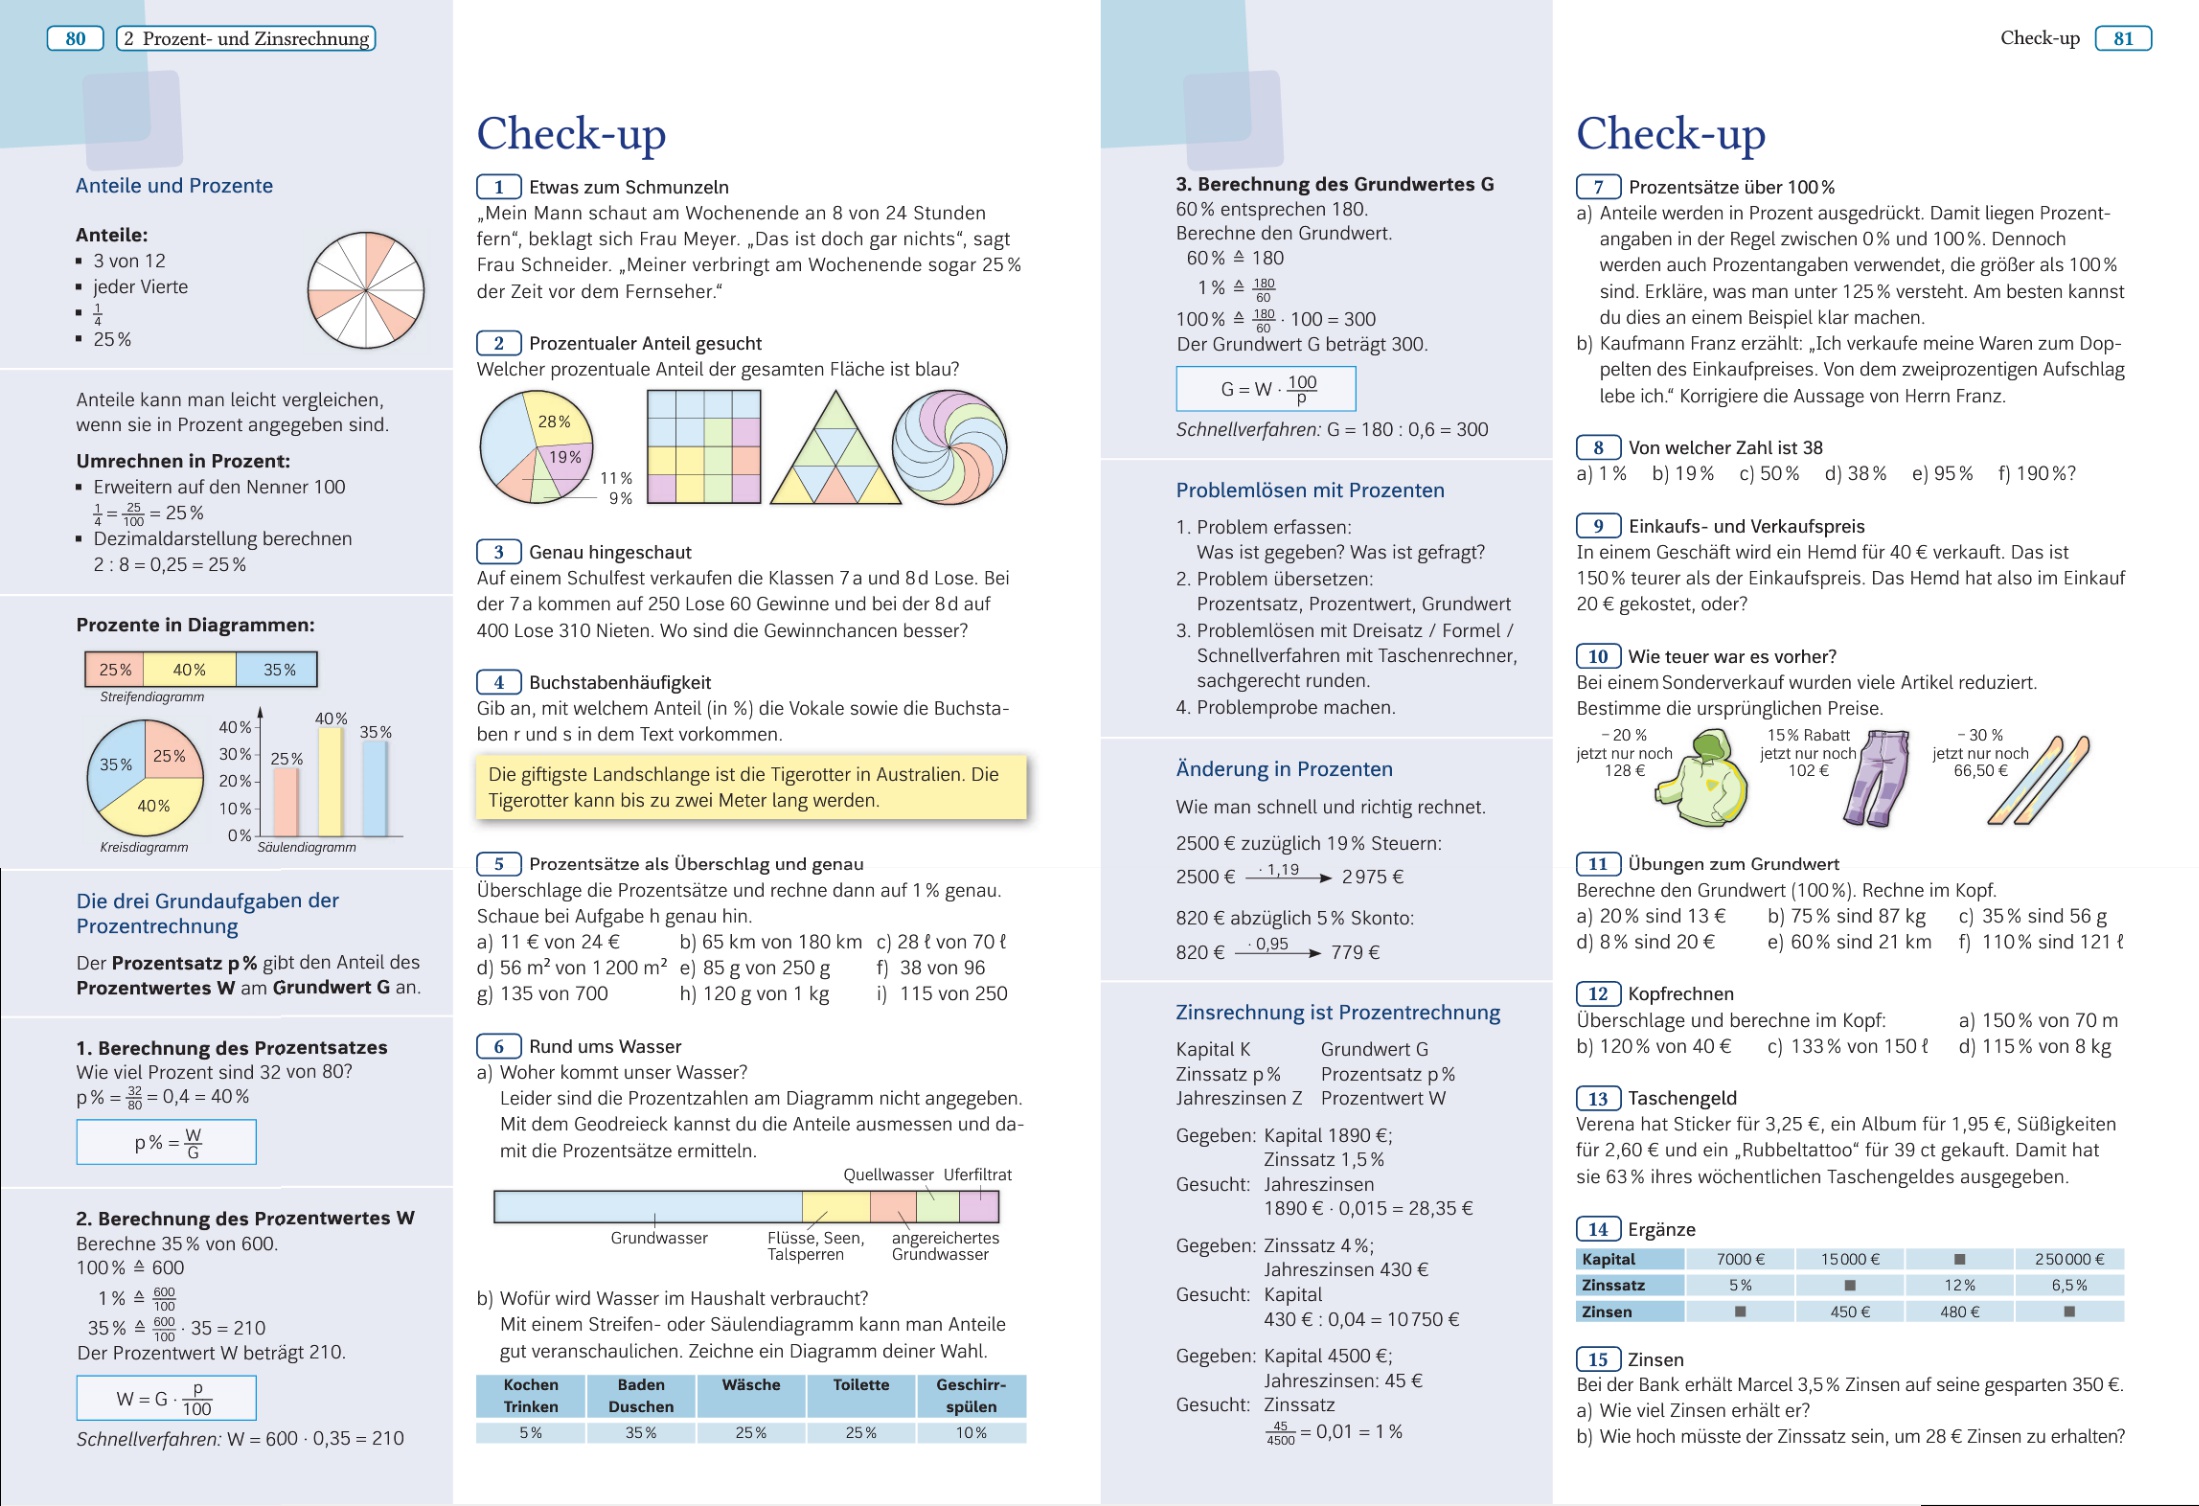 80
2 Prozent- und Zinsrechnung
Anteile und Prozente
Anteile:
▪ 3 von 12
▪ jeder Vierte
▪ 1/4
▪ 25 %
Anteile kann man leicht vergleichen,
wenn sie in Prozent angegeben sind.
Umrechnen in Prozent:
▪ Erweitern auf den Nenner 100
1/4 = 25/100 = 25 %
▪ Dezimaldarstellung berechnen
2 : 8 = 0,25 = 25 %
Prozente in Diagrammen:
25 % 40 % 35 %
Streifendiagramm
35 % 25 %
40 %
Kreisdiagramm
40 %
30 %
20 %
10 %
0 %
25 % 40 % 35 %
Säulendiagramm
Die drei Grundaufgaben der
Prozentrechnung
Der Prozentsatz p % gibt den Anteil des
Prozentwertes W am Grundwert G an.
1. Berechnung des Prozentsatzes
Wie viel Prozent sind 32 von 80?
p % = 32/80 = 0,4 = 40 %
p % = W/G
2. Berechnung des Prozentwertes W
Berechne 35 % von 600.
100 % ≙ 600
1 % ≙ 600/100
35 % ≙ 600/100 · 35 = 210
Der Prozentwert W beträgt 210.
W = G · p/100
Schnellverfahren: W = 600 · 0,35 = 210
Check-up
1 Etwas zum Schmunzeln
„Mein Mann schaut am Wochenende an 8 von 24 Stunden
fern“, beklagt sich Frau Meyer. „Das ist doch gar nichts“, sagt
Frau Schneider. „Meiner verbringt am Wochenende sogar 25 %
der Zeit vor dem Fernseher.“
2 Prozentualer Anteil gesucht
Welcher prozentuale Anteil der gesamten Fläche ist blau?
28 %
19 %
11 %
9 %
3 Genau hingeschaut
Auf einem Schulfest verkaufen die Klassen 7 a und 8 d Lose. Bei
der 7 a kommen auf 250 Lose 60 Gewinne und bei der 8 d auf
400 Lose 310 Nieten. Wo sind die Gewinnchancen besser?
4 Buchstabenhäufigkeit
Gib an, mit welchem Anteil (in %) die Vokale sowie die Buchsta-
ben r und s in dem Text vorkommen.
Die giftigste Landschlange ist die Tigerotter in Australien. Die
Tigerotter kann bis zu zwei Meter lang werden.
5 Prozentsätze als Überschlag und genau
Überschlage die Prozentsätze und rechne dann auf 1 % genau.
Schaue bei Aufgabe h genau hin.
a) 11 € von 24 € b) 65 km von 180 km c) 28 ℓ von 70 ℓ
d) 56 m² von 1 200 m² e) 85 g von 250 g f) 38 von 96
g) 135 von 700 h) 120 g von 1 kg i) 115 von 250
6 Rund ums Wasser
a) Woher kommt unser Wasser?
Leider sind die Prozentzahlen am Diagramm nicht angegeben.
Mit dem Geodreieck kannst du die Anteile ausmessen und da-
mit die Prozentsätze ermitteln.
Quellwasser Uferfiltrat
Grundwasser Flüsse, Seen, angereichertes
Talsperren Grundwasser
b) Wofür wird Wasser im Haushalt verbraucht?
Mit einem Streifen- oder Säulendiagramm kann man Anteile
gut veranschaulichen. Zeichne ein Diagramm deiner Wahl.
Kochen Baden Wäsche Toilette Geschirr-
Trinken Duschen spülen
5 % 35 % 25 % 25 % 10 %
Check-up 81
3. Berechnung des Grundwertes G
60 % entsprechen 180.
Berechne den Grundwert.
60 % ≙ 180
1 % ≙ 180/60
100 % ≙ 180/60 · 100 = 300
Der Grundwert G beträgt 300.
G = W · 100/p
Schnellverfahren: G = 180 : 0,6 = 300
Problemlösen mit Prozenten
1. Problem erfassen:
Was ist gegeben? Was ist gefragt?
2. Problem übersetzen:
Prozentsatz, Prozentwert, Grundwert
3. Problemlösen mit Dreisatz / Formel /
Schnellverfahren mit Taschenrechner,
sachgerecht runden.
4. Problemprobe machen.
Änderung in Prozenten
Wie man schnell und richtig rechnet.
2500 € zuzüglich 19 % Steuern:
2500 € · 1,19 → 2 975 €
820 € abzüglich 5 % Skonto:
820 € · 0,95 → 779 €
Zinsrechnung ist Prozentrechnung
Kapital K Grundwert G
Zinssatz p % Prozentsatz p %
Jahreszinsen Z Prozentwert W
Gegeben: Kapital 1890 €;
Zinssatz 1,5 %
Gesucht: Jahreszinsen
1890 € · 0,015 = 28,35 €
Gegeben: Zinssatz 4 %;
Jahreszinsen 430 €
Gesucht: Kapital
430 € : 0,04 = 10 750 €
Gegeben: Kapital 4500 €;
Jahreszinsen: 45 €
Gesucht: Zinssatz
45/4500 = 0,01 = 1 %
Check-up
7 Prozentsätze über 100 %
a) Anteile werden in Prozent ausgedrückt. Damit liegen Prozent-
angaben in der Regel zwischen 0 % und 100 %. Dennoch
werden auch Prozentangaben verwendet, die größer als 100 %
sind. Erkläre, was man unter 125 % versteht. Am besten kannst
du dies an einem Beispiel klar machen.
b) Kaufmann Franz erzählt: „Ich verkaufe meine Waren zum Dop-
pelten des Einkaufpreises. Von dem zweiprozentigen Aufschlag
lebe ich.“ Korrigiere die Aussage von Herrn Franz.
8 Von welcher Zahl ist 38
a) 1 % b) 19 % c) 50 % d) 38 % e) 95 % f) 190 %?
9 Einkaufs- und Verkaufspreis
In einem Geschäft wird ein Hemd für 40 € verkauft. Das ist
150 % teurer als der Einkaufspreis. Das Hemd hat also im Einkauf
20 € gekostet, oder?
10 Wie teuer war es vorher?
Bei einem Sonderverkauf wurden viele Artikel reduziert.
Bestimme die ursprünglichen Preise.
– 20 % 15 % Rabatt – 30 %
jetzt nur noch jetzt nur noch jetzt nur noch
128 € 102 € 66,50 €
11 Übungen zum Grundwert
Berechne den Grundwert (100 %). Rechne im Kopf.
a) 20 % sind 13 € b) 75 % sind 87 kg c) 35 % sind 56 g
d) 8 % sind 20 € e) 60 % sind 21 km f) 110 % sind 121 ℓ
12 Kopfrechnen
Überschlage und berechne im Kopf: a) 150 % von 70 m
b) 120 % von 40 € c) 133 % von 150 ℓ d) 115 % von 8 kg
13 Taschengeld
Verena hat Sticker für 3,25 €, ein Album für 1,95 €, Süßigkeiten
für 2,60 € und ein „Rubbeltattoo“ für 39 ct gekauft. Damit hat
sie 63 % ihres wöchentlichen Taschengeldes ausgegeben.
14 Ergänze
Kapital 7000 € 15 000 € ■ 250 000 €
Zinssatz 5 % ■ 12 % 6,5 %
Zinsen ■ 450 € 480 € ■
15 Zinsen
Bei der Bank erhält Marcel 3,5 % Zinsen auf seine gesparten 350 €.
a) Wie viel Zinsen erhält er?
b) Wie hoch müsste der Zinssatz sein, um 28 € Zinsen zu erhalten?